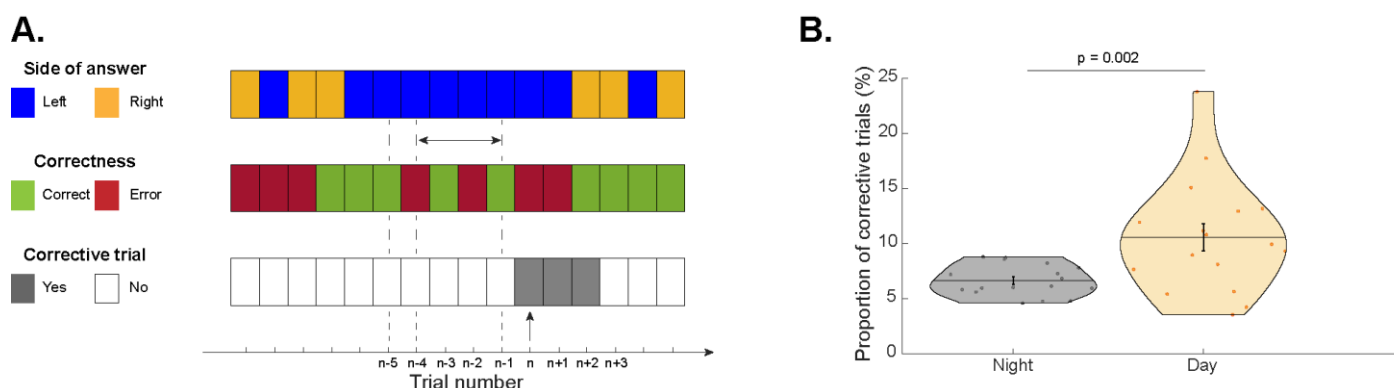 A.
Side of answer
Left Right
Correctness
Correct Error
Corrective trial
Yes No
n-5 n-4 n-3 n-2 n-1 n n+1 n+2 n+3
Trial number
B.
p = 0.002
Proportion of corrective trials (%)
25
20
15
10
5
0
Night Day